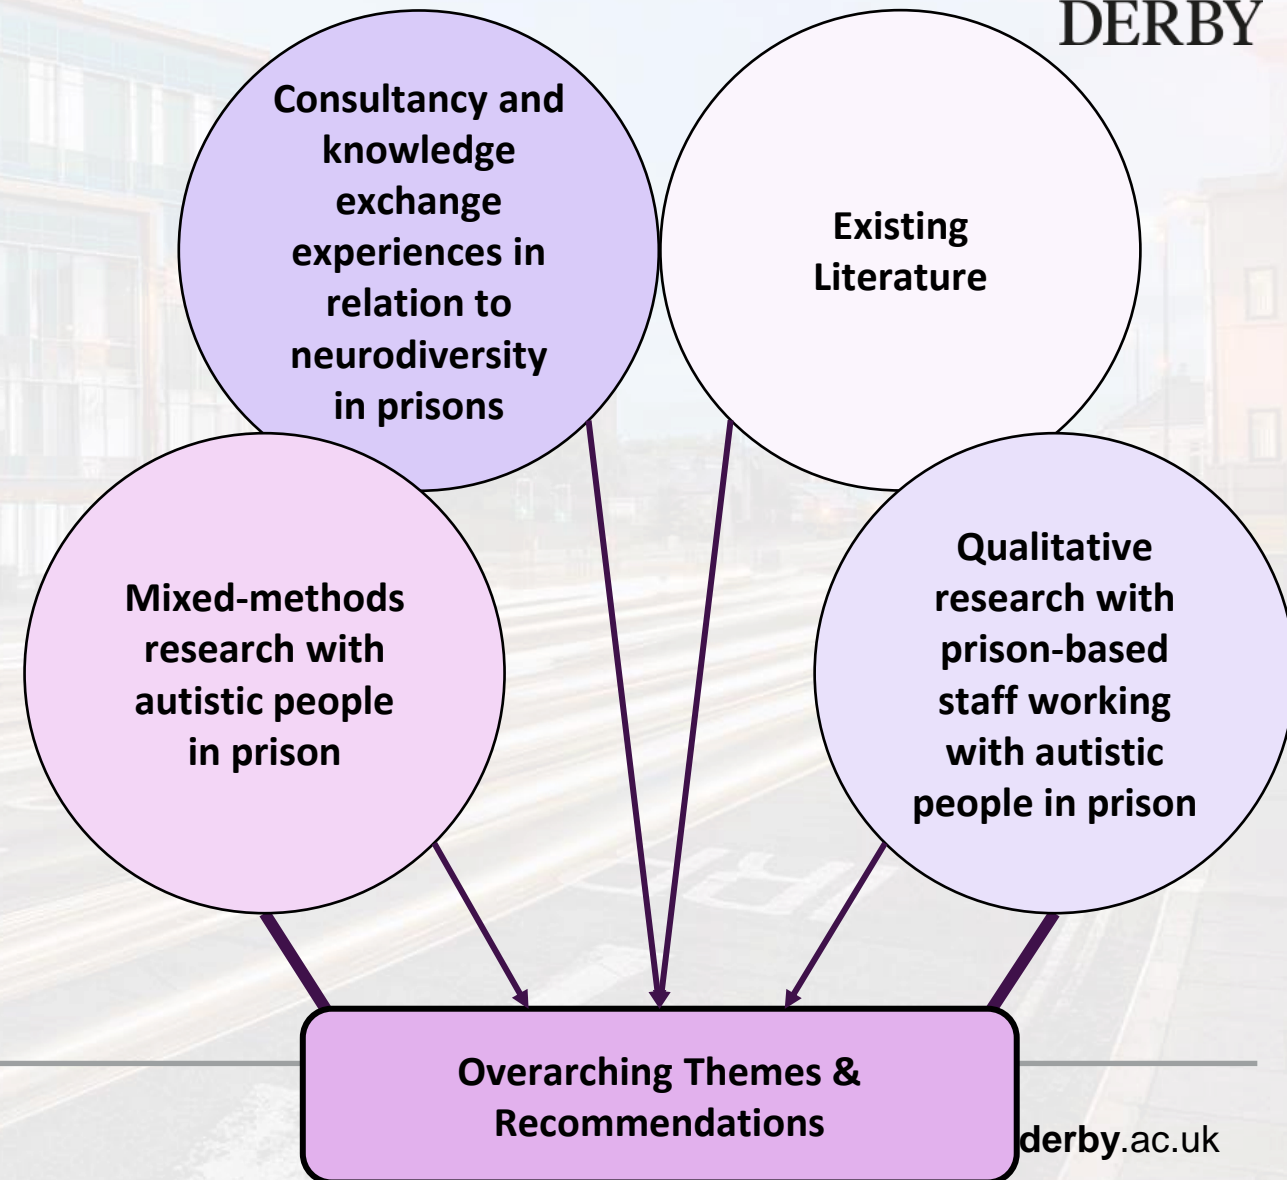 DERBY
Consultancy and
knowledge
exchange
experiences in
relation to
neurodiversity
in prisons
Existing
Literature
Mixed-methods
research with
autistic people
in prison
Qualitative
research with
prison-based
staff working
with autistic
people in prison
Overarching Themes &
Recommendations
derby.ac.uk